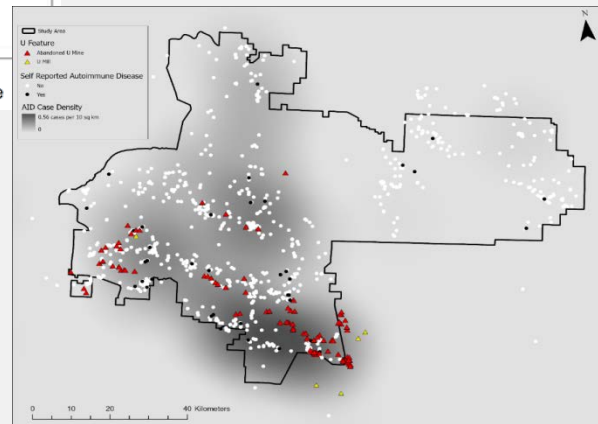 e
N
Study Area
U Feature
Abandoned U Mine
U Mill
Self Reported Autoimmune Disease
No
Yes
AID Case Density
0.56 cases per 10 sq km
0
0 10 20 40 Kilometers